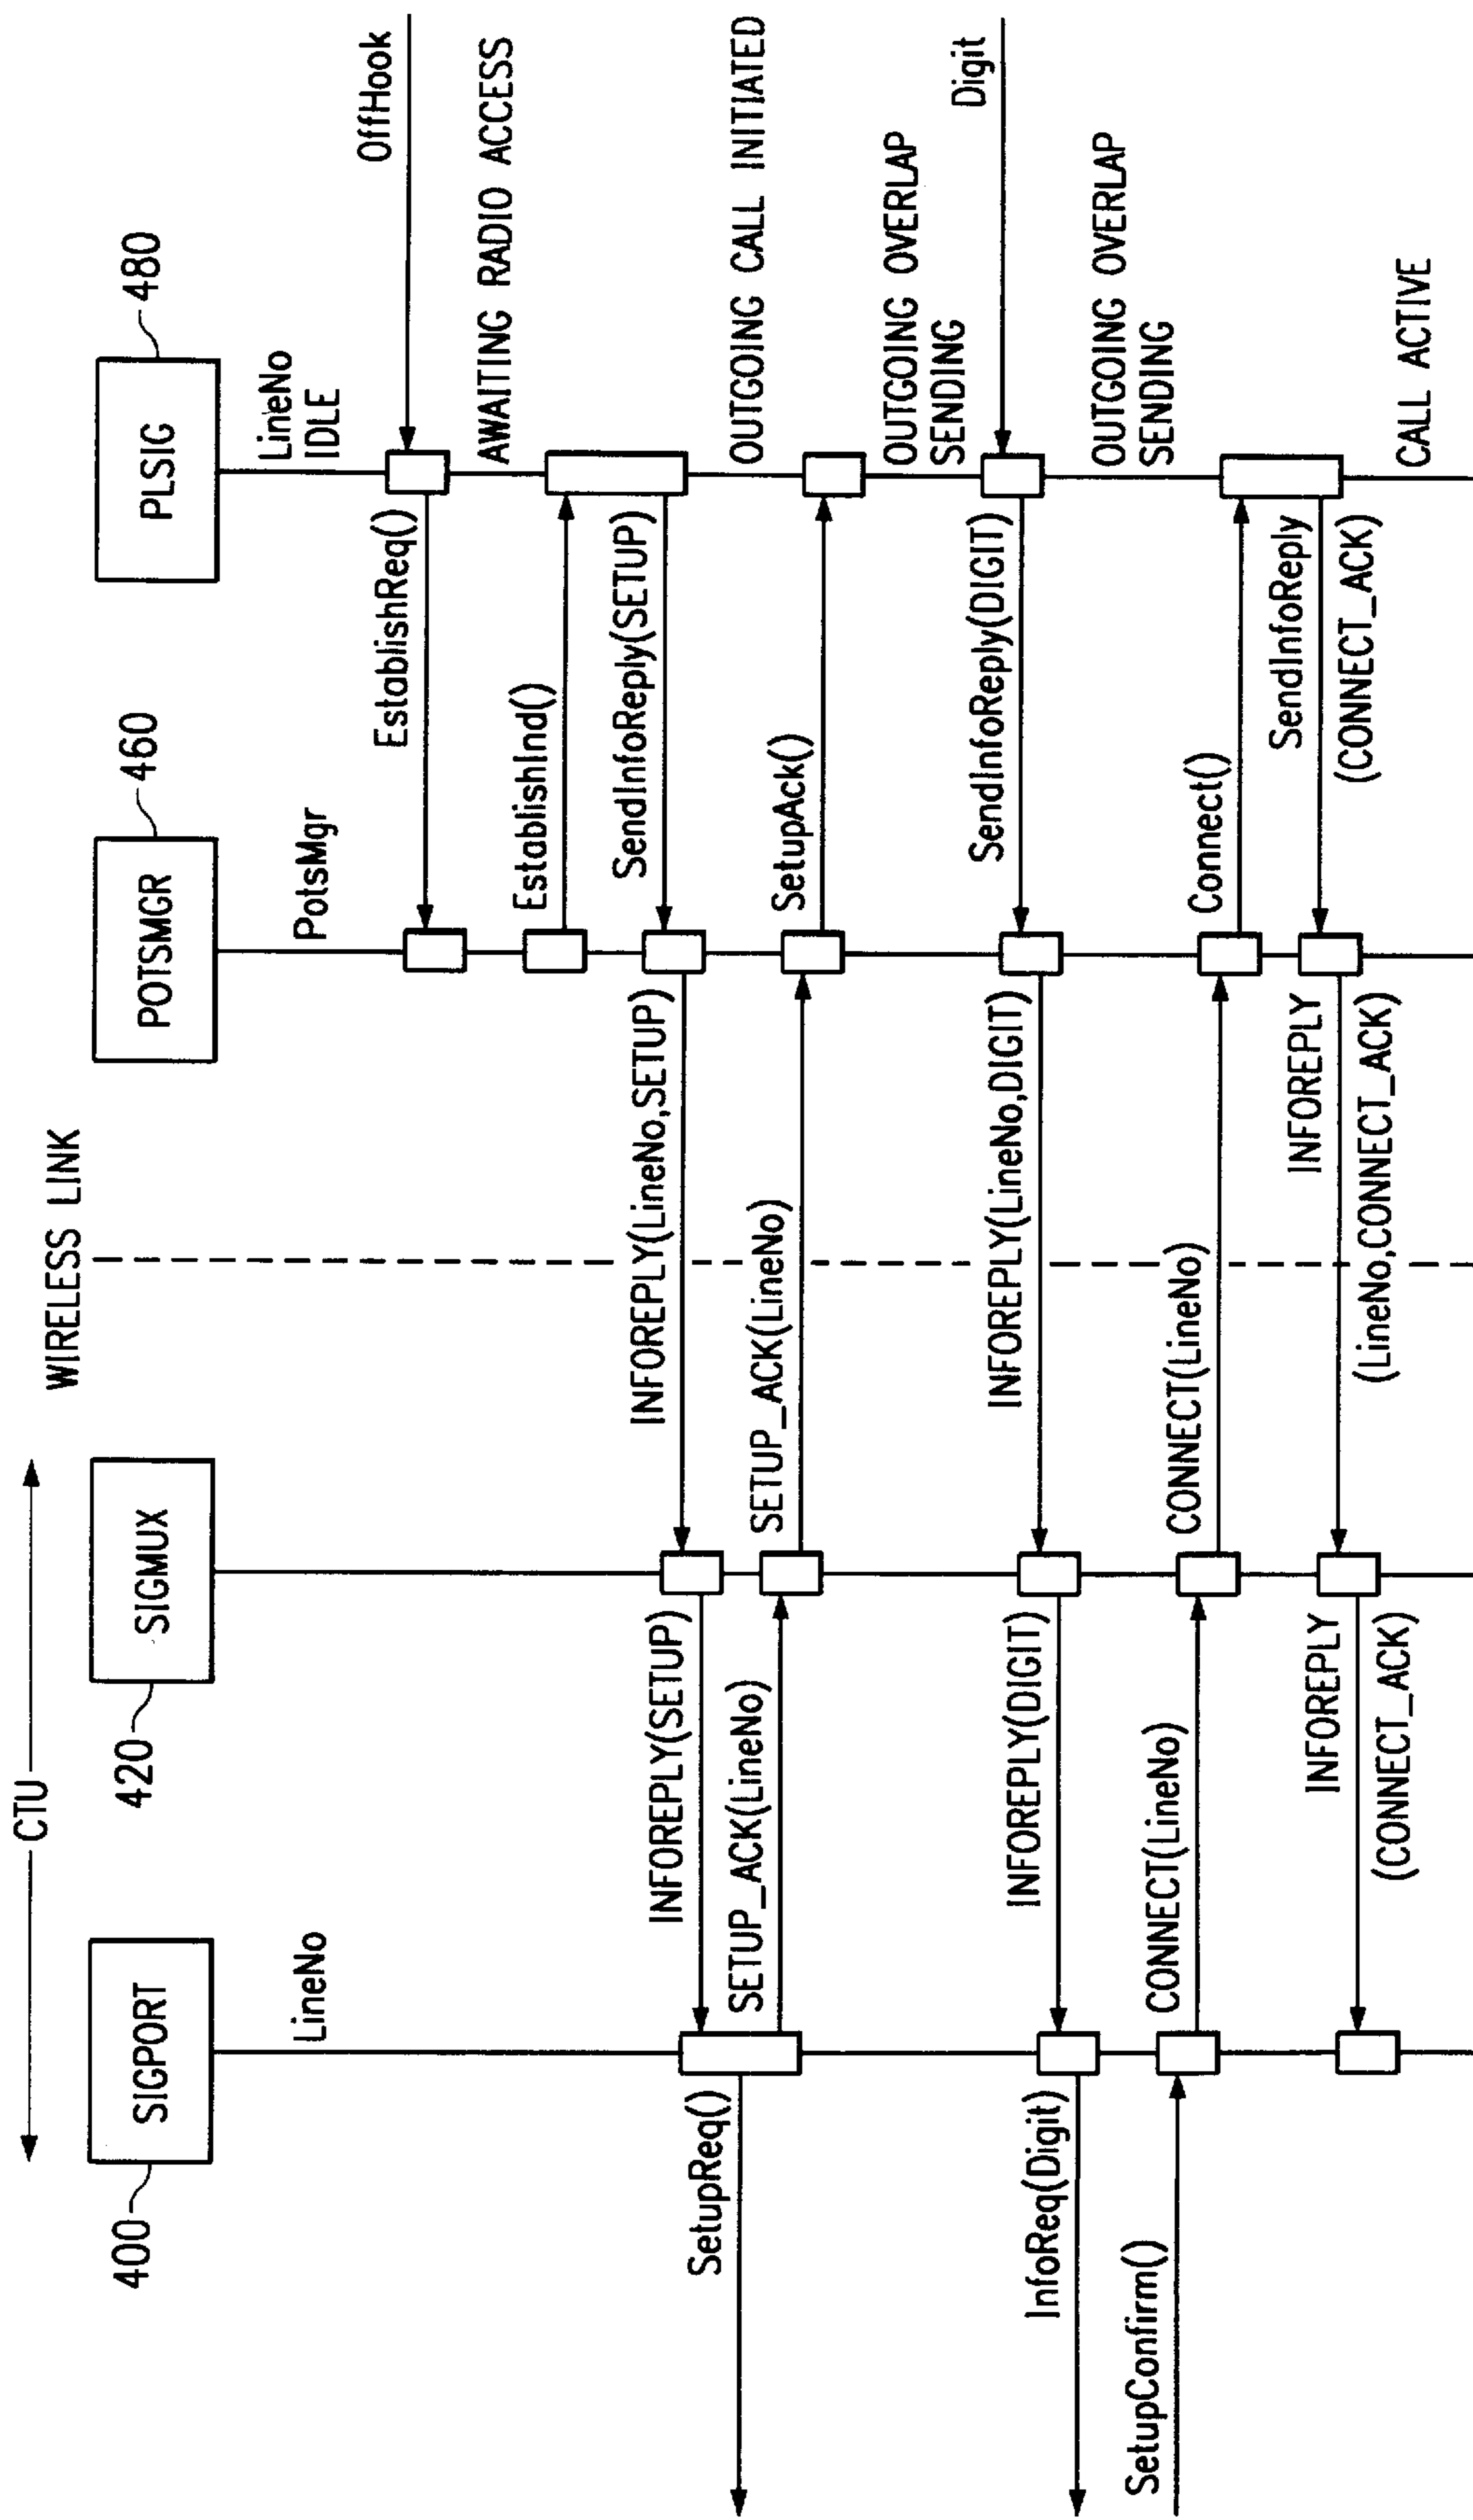 CTU
WIRELESS LINK
400
SIGPORT
420
SIGMUX
460
POTSMGR
480
PLSIG
LineNo
PotsMgr
LineNo
IDLE
OffHook
EstablishReq()
AWAITING RADIO ACCESS
EstablishInd()
SendInfoReply(SETUP)
INFOREPLY(LineNo,SETUP)
INFOREPLY(SETUP)
SetupReq()
SETUP_ACK(LineNo)
SETUP_ACK(LineNo)
SetupAck()
OUTGOING CALL INITIATED
OUTGOING OVERLAP
SENDING
Digit
SendInfoReply(DIGIT)
INFOREPLY(LineNo,DIGIT)
INFOREPLY(DIGIT)
InfoReq(Digit)
OUTGOING OVERLAP
SENDING
SetupConfirm()
CONNECT(LineNo)
CONNECT(LineNo)
Connect()
SendInfoReply
(CONNECT_ACK)
INFOREPLY
(LineNo,CONNECT_ACK)
INFOREPLY
(CONNECT_ACK)
CALL ACTIVE